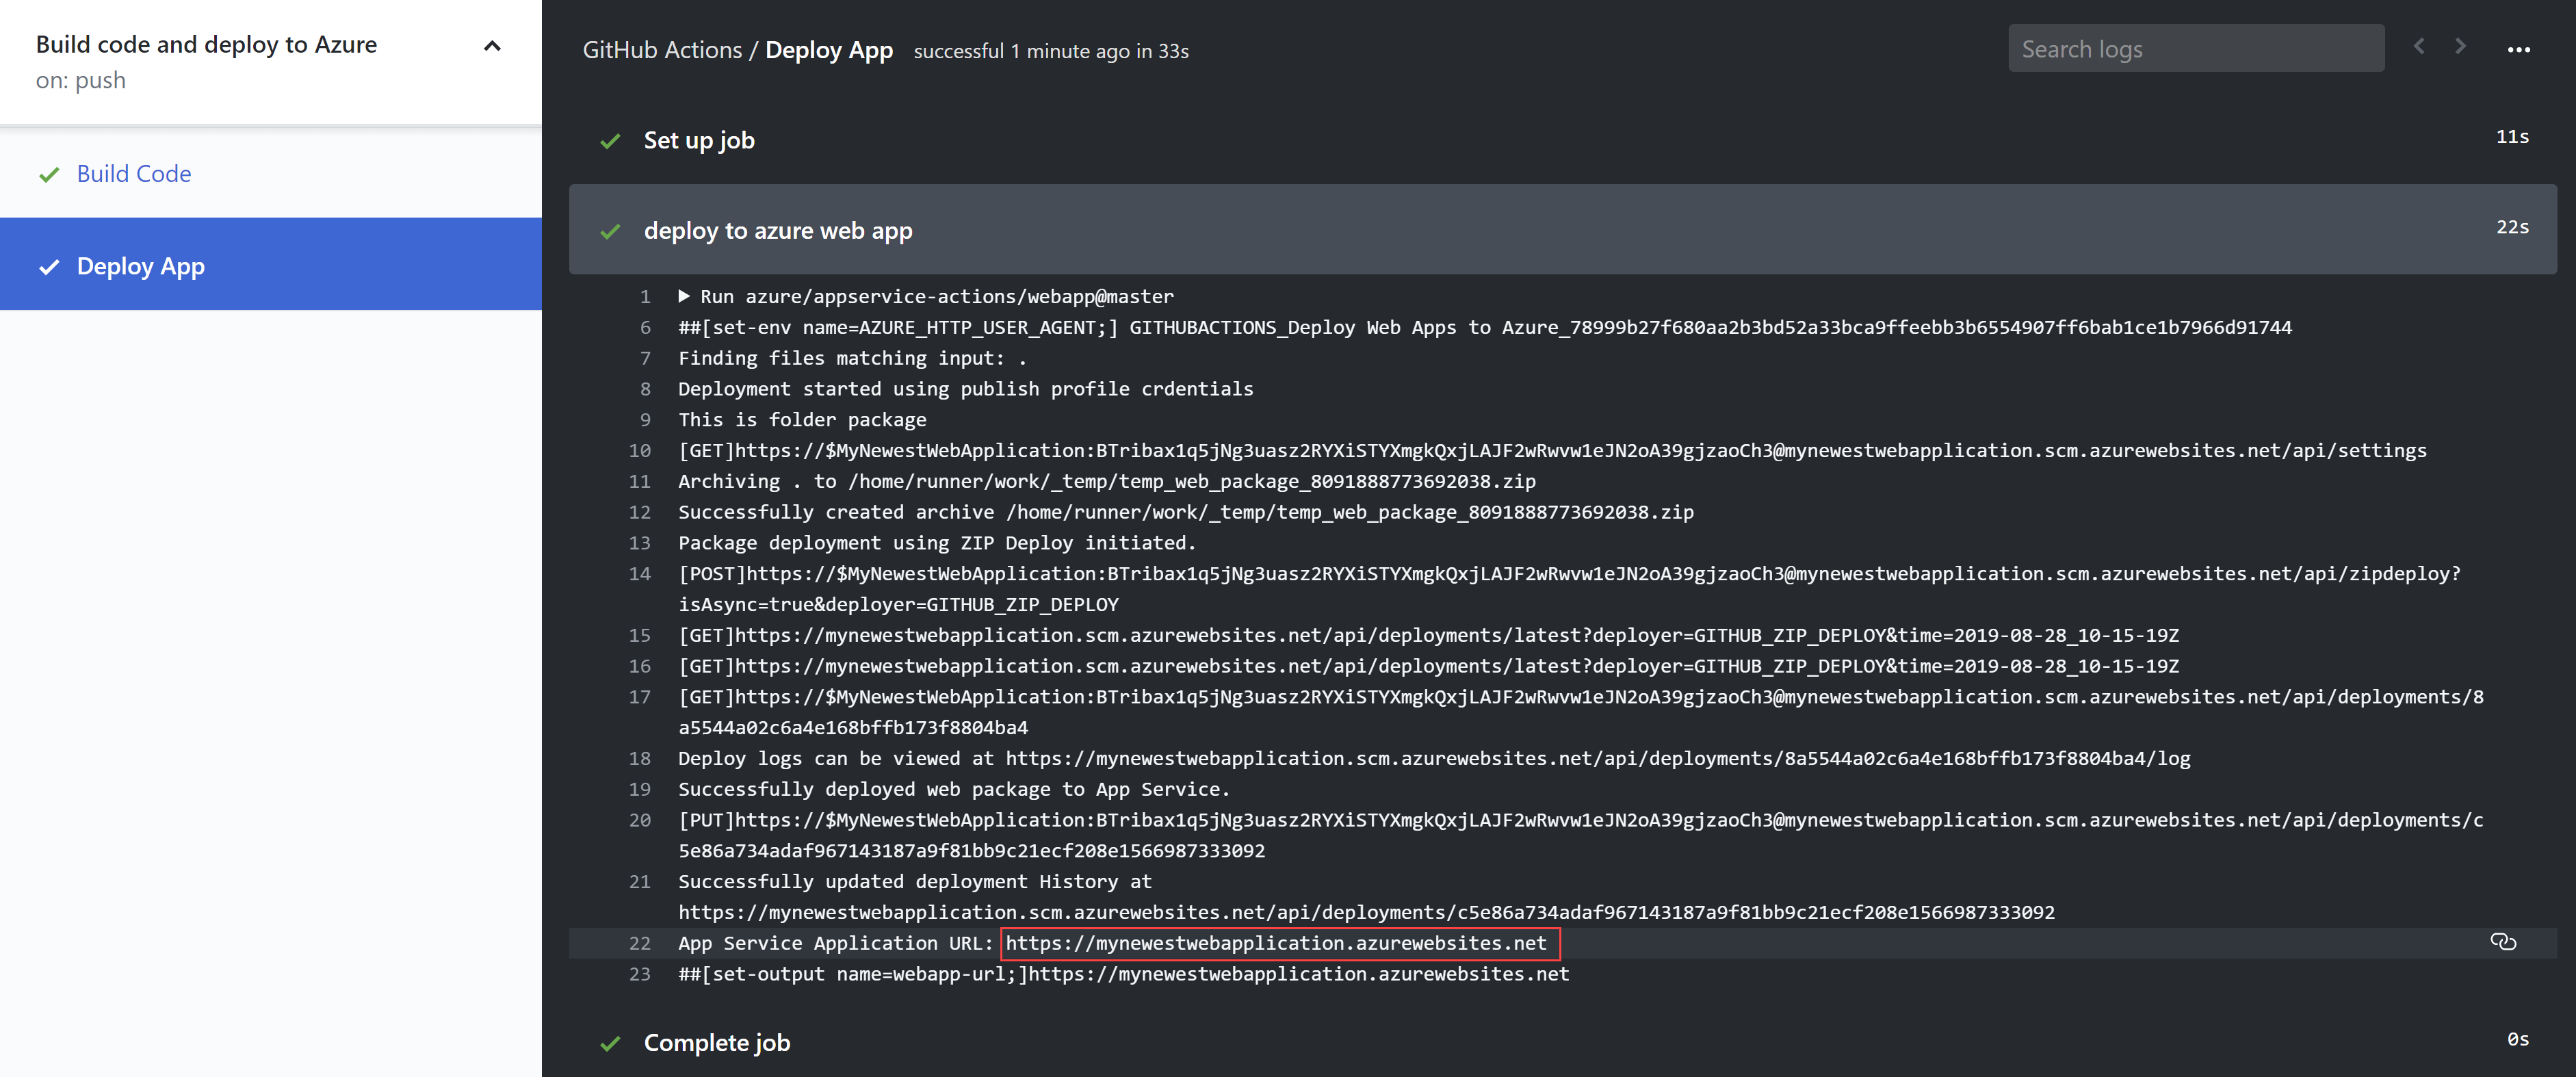 Build code and deploy to Azure
on: push
Build Code
Deploy App
GitHub Actions / Deploy App successful 1 minute ago in 33s
Search logs
Set up job 11s
deploy to azure web app 22s
1 Run azure/appservice-actions/webapp@master
6 ##[set-env name=AZURE_HTTP_USER_AGENT;] GITHUBACTIONS_Deploy Web Apps to Azure_78999b27f680aa2b3bd52a33bca9ffeebb3b6554907ff6bab1ce1b7966d91744
7 Finding files matching input: .
8 Deployment started using publish profile crdentials
9 This is folder package
10 [GET]https://$MyNewestWebApplication:BTribax1q5jNg3uasz2RYXiSTYXmgkQxjLAJF2wRwvw1eJN2oA39gjzaoCh3@mynewestwebapplication.scm.azurewebsites.net/api/settings
11 Archiving . to /home/runner/work/_temp/temp_web_package_8091888773692038.zip
12 Successfully created archive /home/runner/work/_temp/temp_web_package_8091888773692038.zip
13 Package deployment using ZIP Deploy initiated.
14 [POST]https://$MyNewestWebApplication:BTribax1q5jNg3uasz2RYXiSTYXmgkQxjLAJF2wRwvw1eJN2oA39gjzaoCh3@mynewestwebapplication.scm.azurewebsites.net/api/zipdeploy?
isAsync=true&deployer=GITHUB_ZIP_DEPLOY
15 [GET]https://mynewestwebapplication.scm.azurewebsites.net/api/deployments/latest?deployer=GITHUB_ZIP_DEPLOY&time=2019-08-28_10-15-19Z
16 [GET]https://mynewestwebapplication.scm.azurewebsites.net/api/deployments/latest?deployer=GITHUB_ZIP_DEPLOY&time=2019-08-28_10-15-19Z
17 [GET]https://$MyNewestWebApplication:BTribax1q5jNg3uasz2RYXiSTYXmgkQxjLAJF2wRwvw1eJN2oA39gjzaoCh3@mynewestwebapplication.scm.azurewebsites.net/api/deployments/8
a5544a02c6a4e168bffb173f8804ba4
18 Deploy logs can be viewed at https://mynewestwebapplication.scm.azurewebsites.net/api/deployments/8a5544a02c6a4e168bffb173f8804ba4/log
19 Successfully deployed web package to App Service.
20 [PUT]https://$MyNewestWebApplication:BTribax1q5jNg3uasz2RYXiSTYXmgkQxjLAJF2wRwvw1eJN2oA39gjzaoCh3@mynewestwebapplication.scm.azurewebsites.net/api/deployments/c
5e86a734adaf967143187a9f81bb9c21ecf208e1566987333092
21 Successfully updated deployment History at
https://mynewestwebapplication.scm.azurewebsites.net/api/deployments/c5e86a734adaf967143187a9f81bb9c21ecf208e1566987333092
22 App Service Application URL: https://mynewestwebapplication.azurewebsites.net
23 ##[set-output name=webapp-url;]https://mynewestwebapplication.azurewebsites.net
Complete job 0s